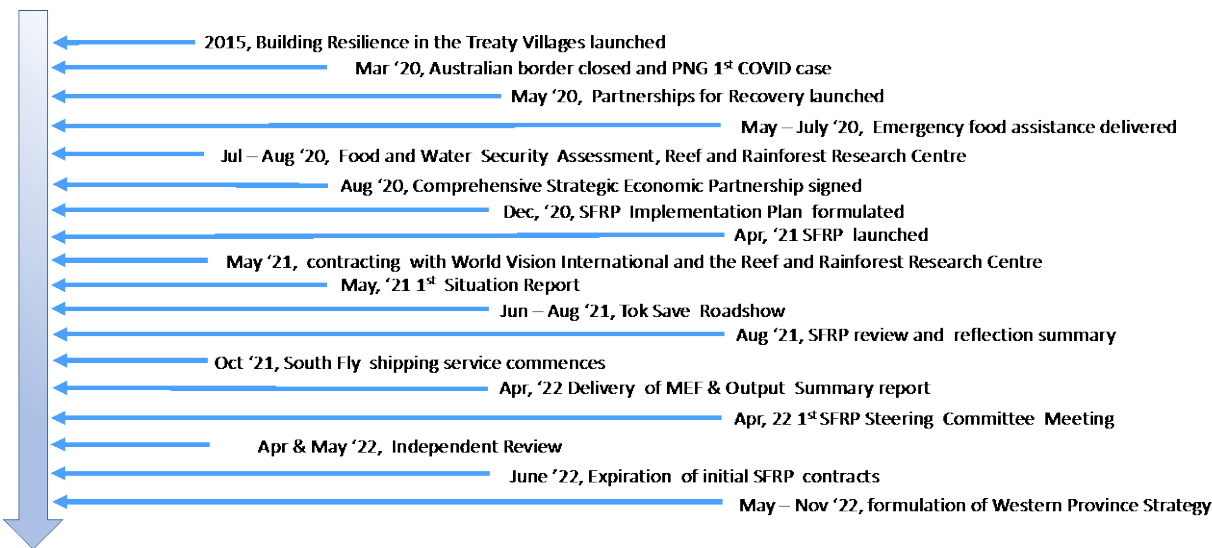 2015, Building Resilience in the Treaty Villages launched
Mar ‘20, Australian border closed and PNG 1st COVID case
May ‘20, Partnerships for Recovery launched
May – July ‘20, Emergency food assistance delivered
Jul – Aug ‘20, Food and Water Security Assessment, Reef and Rainforest Research Centre
Aug ‘20, Comprehensive Strategic Economic Partnership signed
Dec, ‘20, SFRP Implementation Plan formulated
Apr, ‘21 SFRP launched
May ‘21, contracting with World Vision International and the Reef and Rainforest Research Centre
May, ‘21 1st Situation Report
Jun – Aug ‘21, Tok Save Roadshow
Aug ‘21, SFRP review and reflection summary
Oct ‘21, South Fly shipping service commences
Apr, ‘22 Delivery of MEF & Output Summary report
Apr, 22 1st SFRP Steering Committee Meeting
Apr & May ‘22, Independent Review
June ’22, Expiration of initial SFRP contracts
May – Nov ‘22, formulation of Western Province Strategy